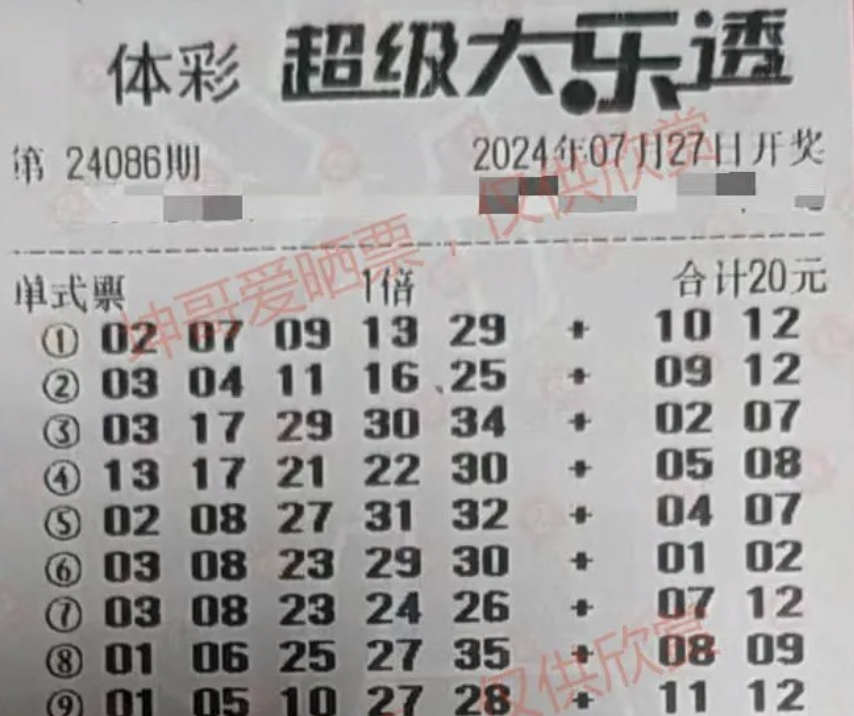 体彩 超级大乐透
第 24086期 2024年07月27日开奖
单式票 1倍 合计20元
① 02 07 09 13 29 + 10 12
② 03 04 11 16 25 + 09 12
③ 03 17 29 30 34 + 02 07
④ 13 17 21 22 30 + 05 08
⑤ 02 08 27 31 32 + 04 07
⑥ 03 08 23 29 30 + 01 02
⑦ 03 08 23 24 26 + 07 12
⑧ 01 06 25 27 35 + 08 09
⑨ 01 05 10 27 28 + 11 12
坤哥爱晒票，仅供欣赏
仅供欣赏